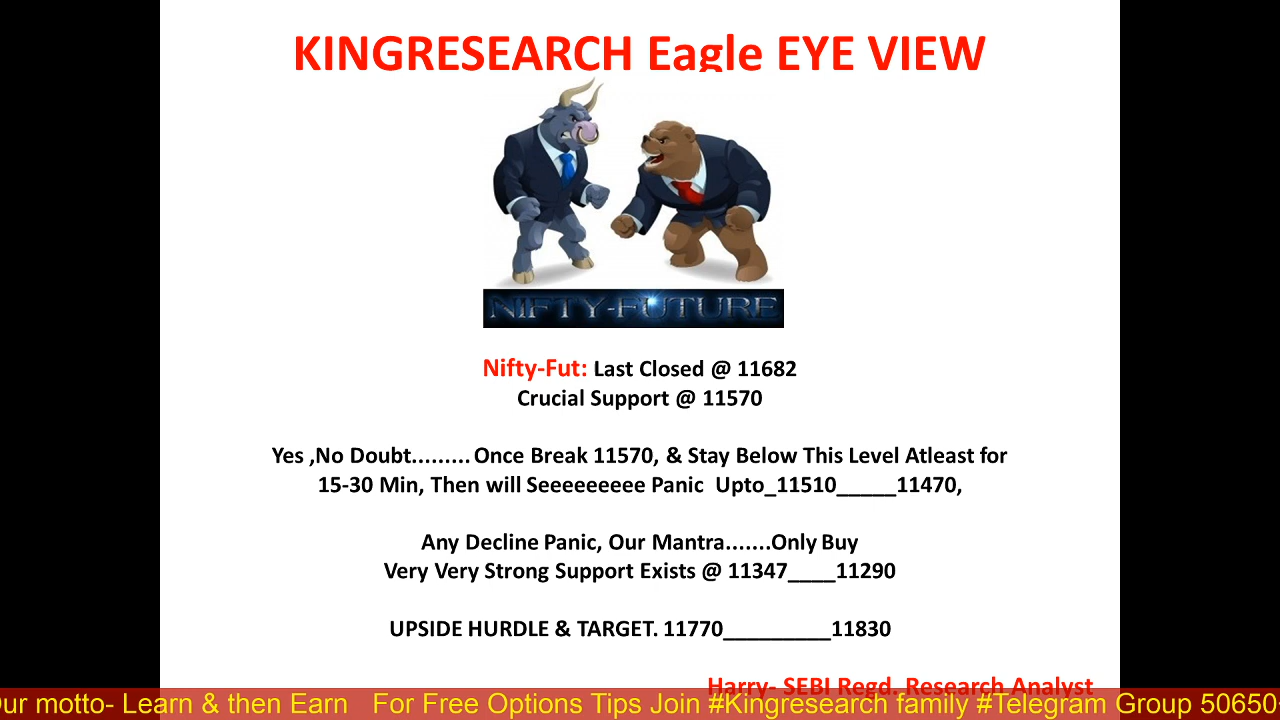 KINGRESEARCH Eagle EYE VIEW
NIFTY-FUTURE
Nifty-Fut: Last Closed @ 11682
Crucial Support @ 11570
Yes ,No Doubt......... Once Break 11570, & Stay Below This Level Atleast for
15-30 Min, Then will Seeeeeeeee Panic Upto_11510_____11470,
Any Decline Panic, Our Mantra.......Only Buy
Very Very Strong Support Exists @ 11347____11290
UPSIDE HURDLE & TARGET. 11770_________11830
Harry- SEBI Regd. Research Analyst
ur motto- Learn & then Earn For Free Options Tips Join #Kingresearch family #Telegram Group 50650